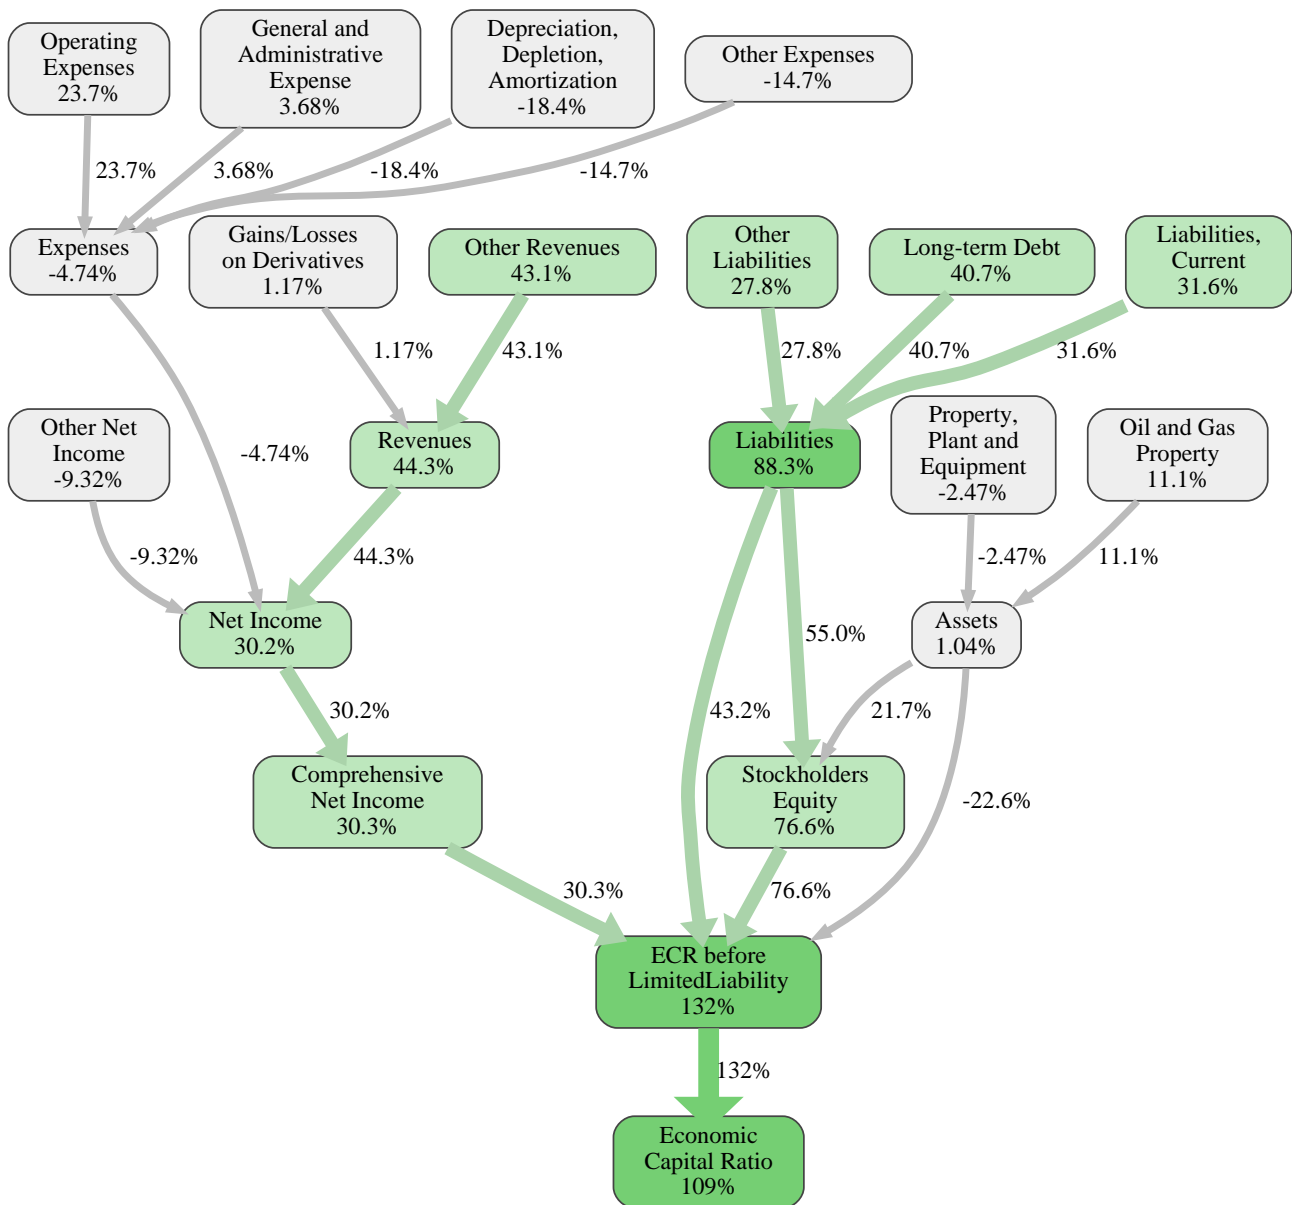 Operating
Expenses
23.7%
General and
Administrative
Expense
3.68%
Depreciation,
Depletion,
Amortization
-18.4%
Other Expenses
-14.7%
23.7%
3.68%
-18.4%
-14.7%
Expenses
-4.74%
Gains/Losses
on Derivatives
1.17%
Other Revenues
43.1%
Other
Liabilities
27.8%
Long-term Debt
40.7%
Liabilities,
Current
31.6%
1.17%
43.1%
27.8%
40.7%
31.6%
Other Net
Income
-9.32%
-4.74%
Revenues
44.3%
Liabilities
88.3%
Property,
Plant and
Equipment
-2.47%
Oil and Gas
Property
11.1%
-9.32%
44.3%
-2.47%
11.1%
Net Income
30.2%
55.0%
Assets
1.04%
30.2%
43.2%
21.7%
Comprehensive
Net Income
30.3%
Stockholders
Equity
76.6%
-22.6%
30.3%
76.6%
ECR before
LimitedLiability
132%
132%
Economic
Capital Ratio
109%